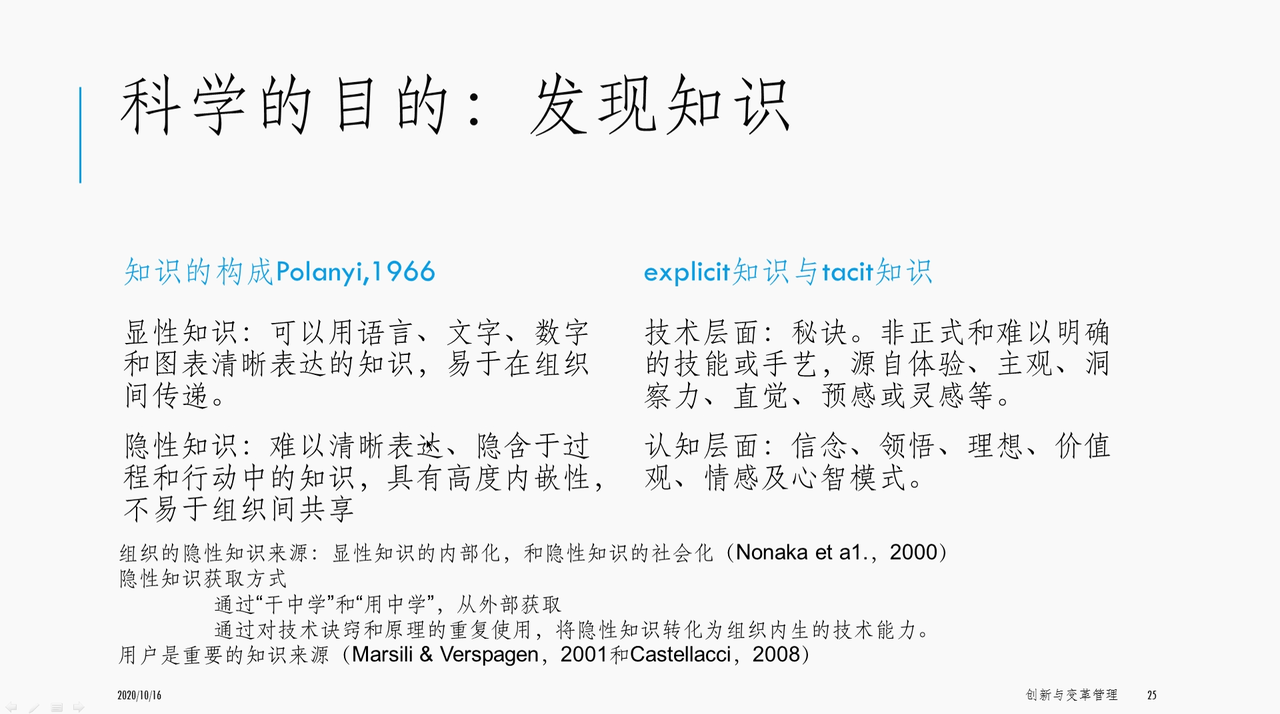 科学的目的：发现知识
知识的构成Polanyi,1966
显性知识：可以用语言、文字、数字
和图表清晰表达的知识，易于在组织
间传递。
隐性知识：难以清晰表达、隐含于过
程和行动中的知识，具有高度内嵌性，
不易于组织间共享
explicit知识与tacit知识
技术层面：秘诀。非正式和难以明确
的技能或手艺，源自体验、主观、洞
察力、直觉、预感或灵感等。
认知层面：信念、领悟、理想、价值
观、情感及心智模式。
组织的隐性知识来源：显性知识的内部化，和隐性知识的社会化（Nonaka et a1.，2000）
隐性知识获取方式
通过“干中学”和“用中学”，从外部获取
通过对技术诀窍和原理的重复使用，将隐性知识转化为组织内生的技术能力。
用户是重要的知识来源（Marsili & Verspagen，2001和Castellacci，2008）
2020/10/16
创新与变革管理
25